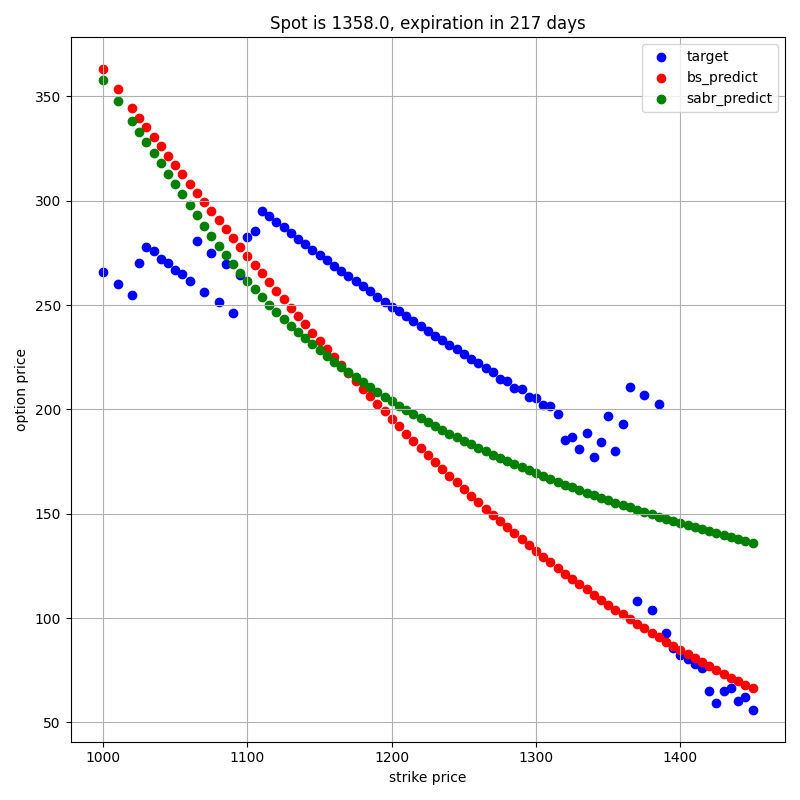 Spot is 1358.0, expiration in 217 days
target
bs_predict
sabr_predict
350
300
250
200
150
100
50
option price
1000 1100 1200 1300 1400
strike price